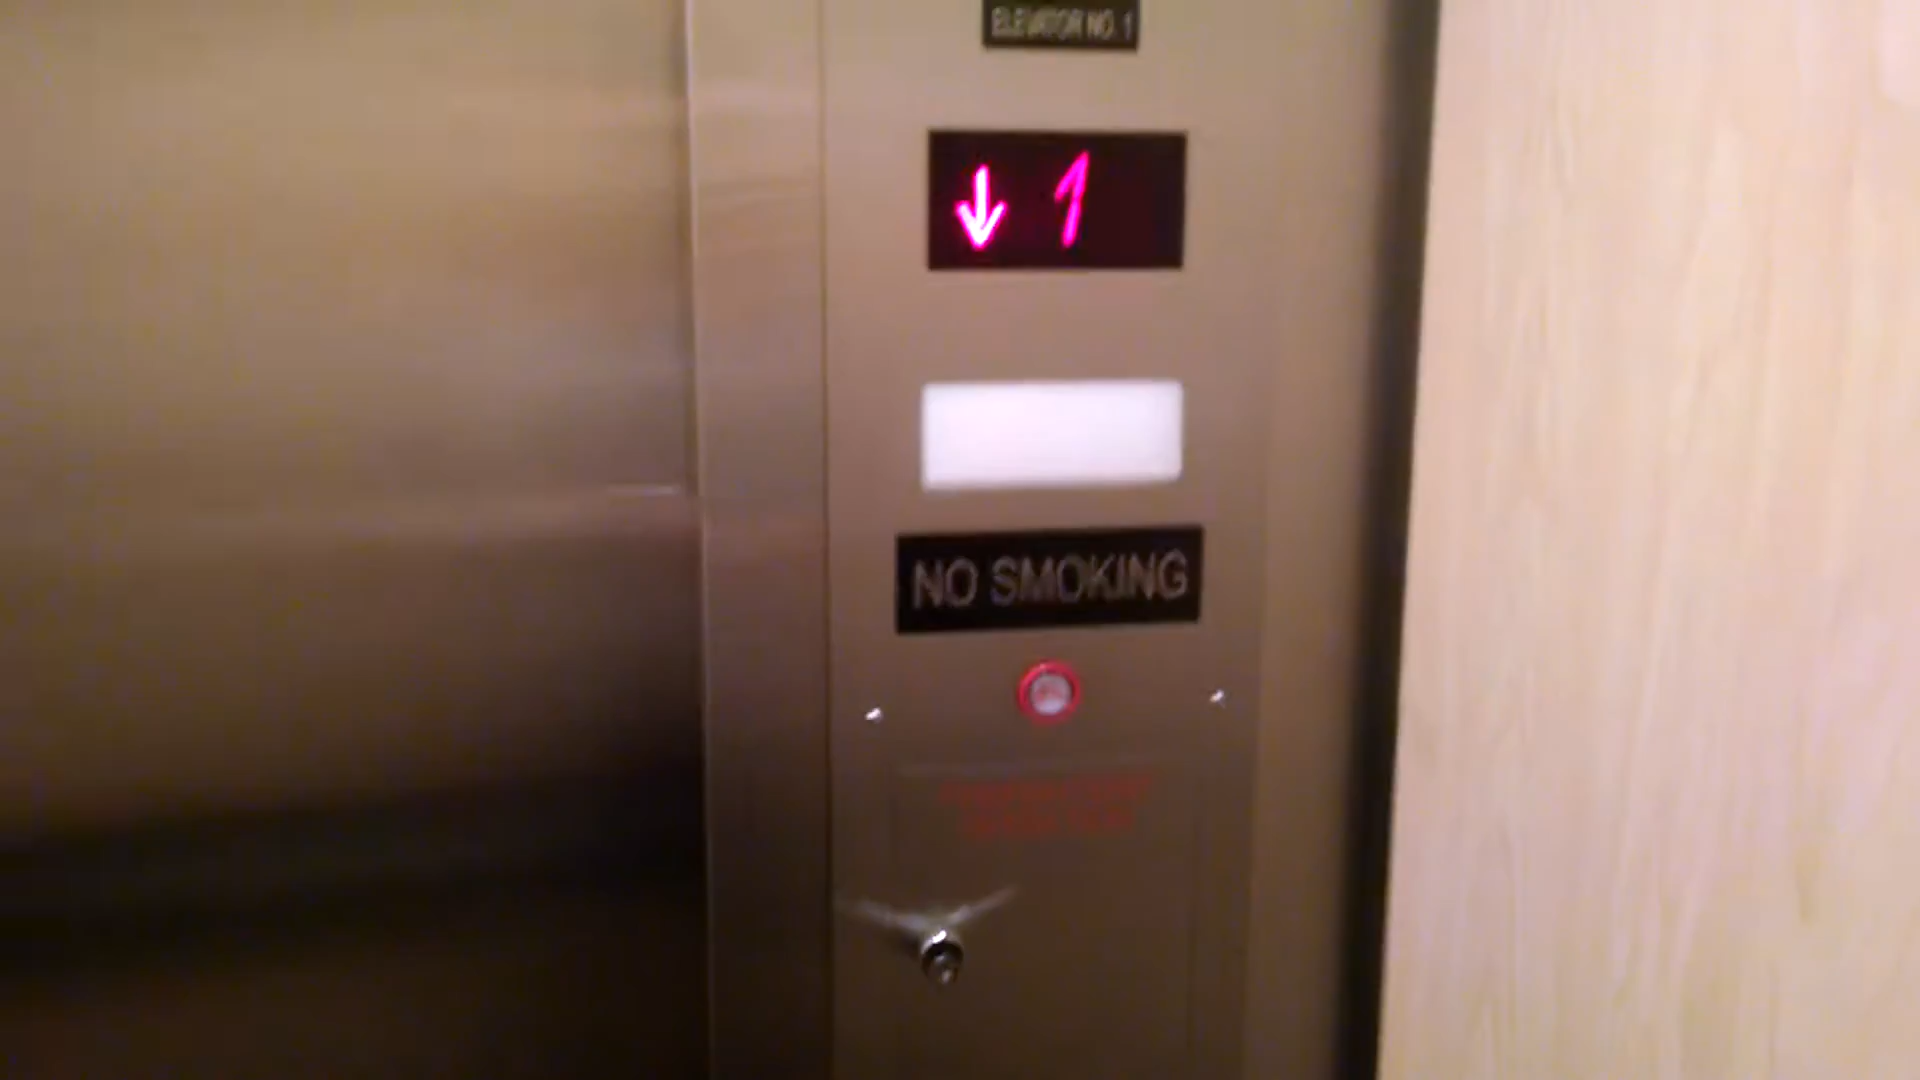 ELEVATOR NO. 1
↓ 1
NO SMOKING